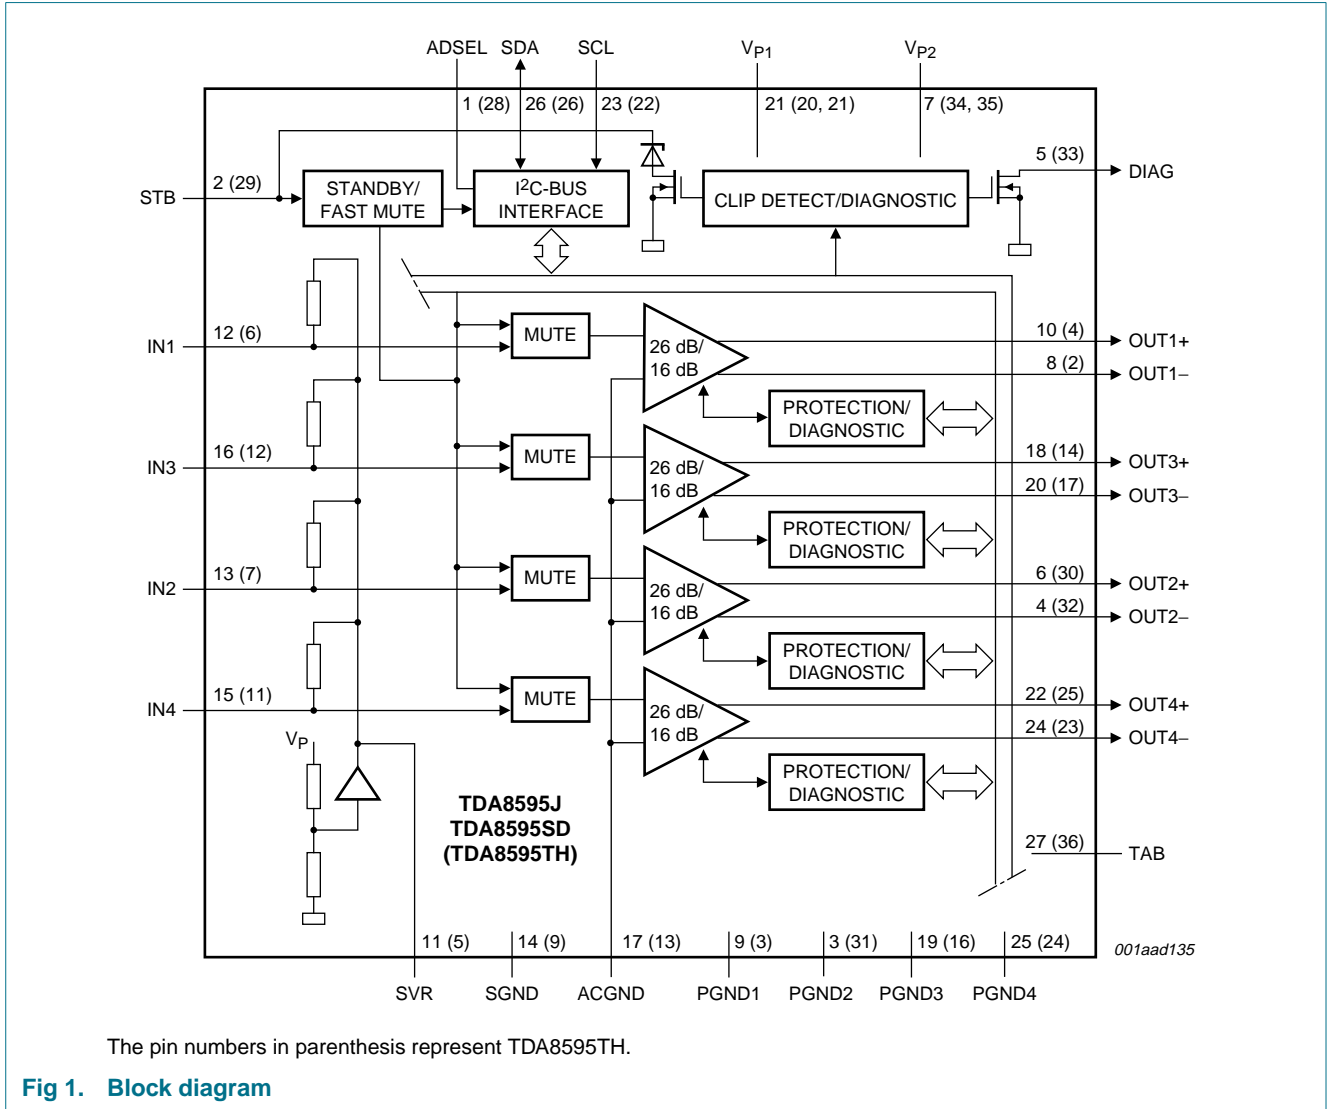 ADSEL SDA SCL VP1 VP2
1 (28) 26 (26) 23 (22) 21 (20, 21) 7 (34, 35)
5 (33)
DIAG
STB
2 (29)
STANDBY/
FAST MUTE
I2C-BUS
INTERFACE
CLIP DETECT/DIAGNOSTIC
IN1
12 (6)
MUTE
26 dB/
16 dB
10 (4)
OUT1+
8 (2)
OUT1−
PROTECTION/
DIAGNOSTIC
IN3
16 (12)
MUTE
26 dB/
16 dB
18 (14)
OUT3+
20 (17)
OUT3−
PROTECTION/
DIAGNOSTIC
IN2
13 (7)
MUTE
26 dB/
16 dB
6 (30)
OUT2+
4 (32)
OUT2−
PROTECTION/
DIAGNOSTIC
IN4
15 (11)
MUTE
26 dB/
16 dB
22 (25)
OUT4+
24 (23)
OUT4−
PROTECTION/
DIAGNOSTIC
VP
TDA8595J
TDA8595SD
(TDA8595TH)
27 (36)
TAB
11 (5) 14 (9) 17 (13) 9 (3) 3 (31) 19 (16) 25 (24)
001aad135
SVR SGND ACGND PGND1 PGND2 PGND3 PGND4
The pin numbers in parenthesis represent TDA8595TH.
Fig 1. Block diagram